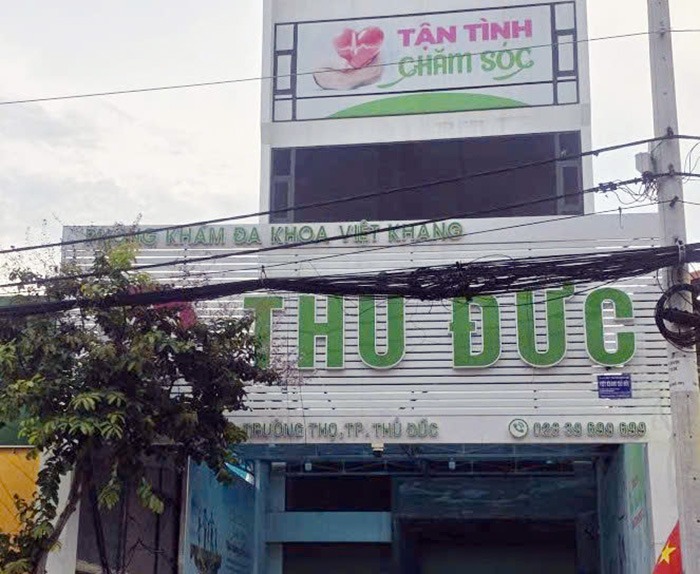 TẬN TÌNH
CHĂM SÓC
PHÒNG KHÁM ĐA KHOA VIỆT KHANG
THỦ ĐỨC
TRƯỜNG THỌ, TP. THỦ ĐỨC
028 39 699 699